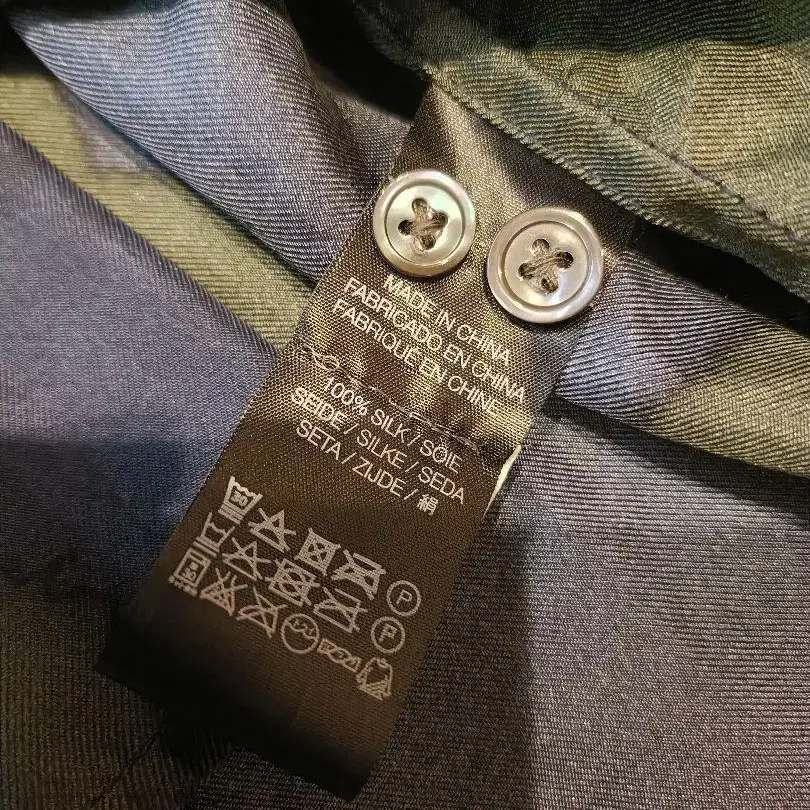 MADE IN CHINA
FABRICADO EN CHINA
FABRIQUE EN CHINE
100% SILK / SOIE
SEIDE / SILKE / SEDA
SETA / ZIJDE / 絹
P
P